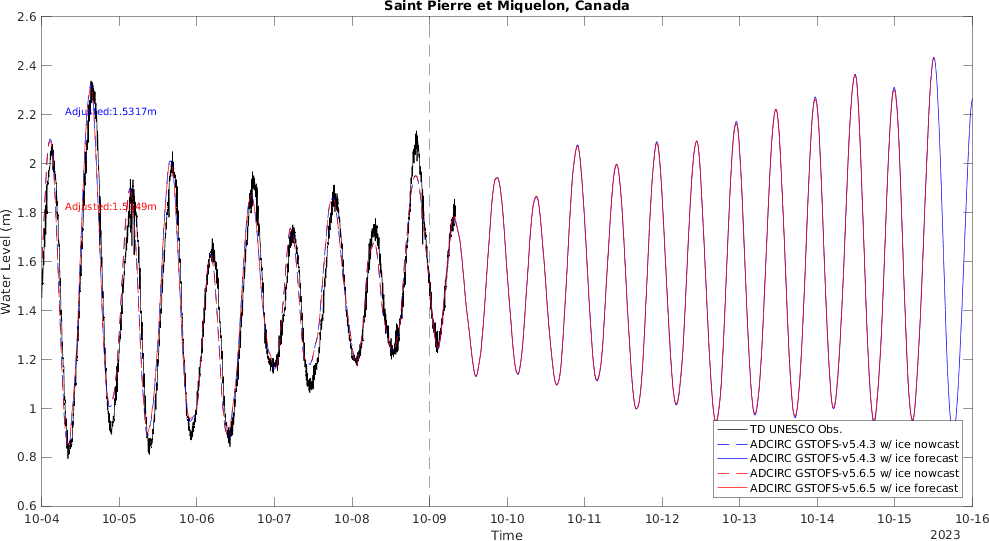 Saint Pierre et Miquelon, Canada
2.6
2.4
2.2
2
1.8
1.6
1.4
1.2
1
0.8
0.6
Water Level (m)
Adjusted:1.5317m
TD UNESCO Obs.
ADCIRC GSTOFS-v5.4.3 w/ ice nowcast
ADCIRC GSTOFS-v5.4.3 w/ ice forecast
ADCIRC GSTOFS-v5.6.5 w/ ice nowcast
ADCIRC GSTOFS-v5.6.5 w/ ice forecast
10-04 10-05 10-06 10-07 10-08 10-09 10-10 10-11 10-12 10-13 10-14 10-15 10-16
Time
2023